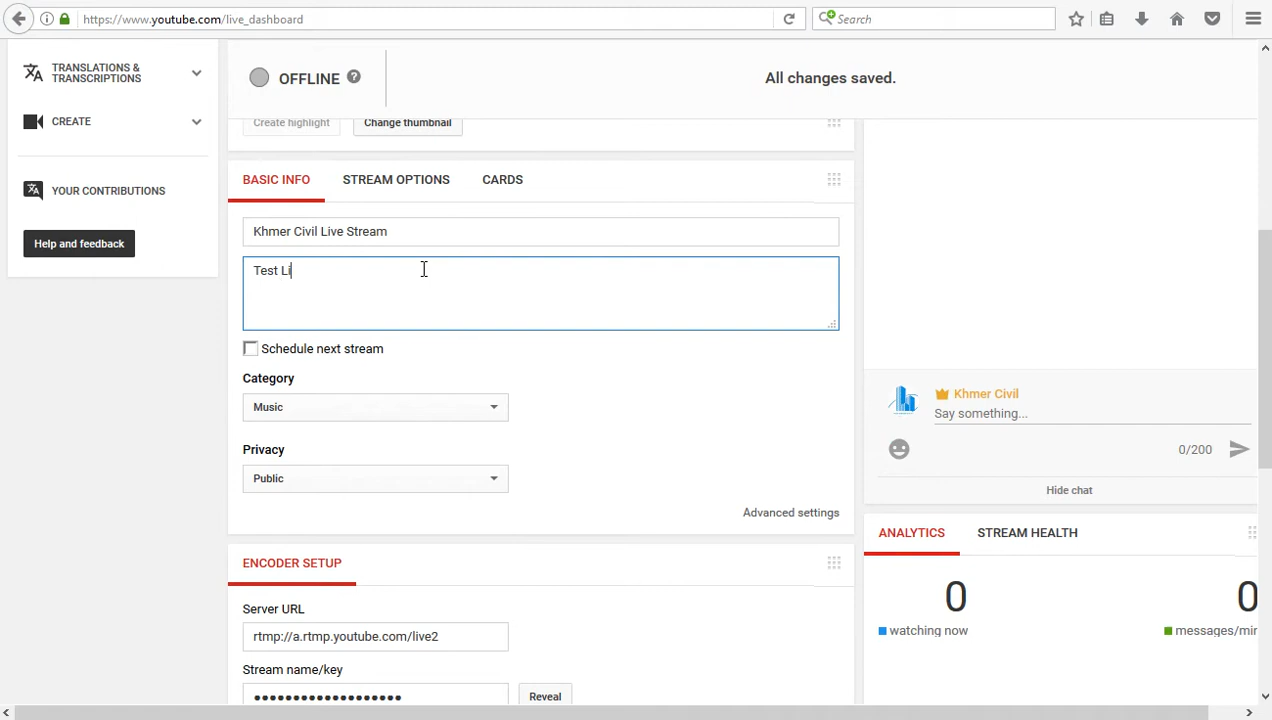 https://www.youtube.com/live_dashboard
Search
TRANSLATIONS &
TRANSCRIPTIONS
CREATE
YOUR CONTRIBUTIONS
Help and feedback
OFFLINE ?
All changes saved.
Create highlight
Change thumbnail
BASIC INFO
STREAM OPTIONS
CARDS
Khmer Civil Live Stream
Test Li
Schedule next stream
Category
Music
Privacy
Public
Advanced settings
ENCODER SETUP
Server URL
rtmp://a.rtmp.youtube.com/live2
Stream name/key
Reveal
Khmer Civil
Say something...
0/200
Hide chat
ANALYTICS
STREAM HEALTH
0
watching now
0
messages/min